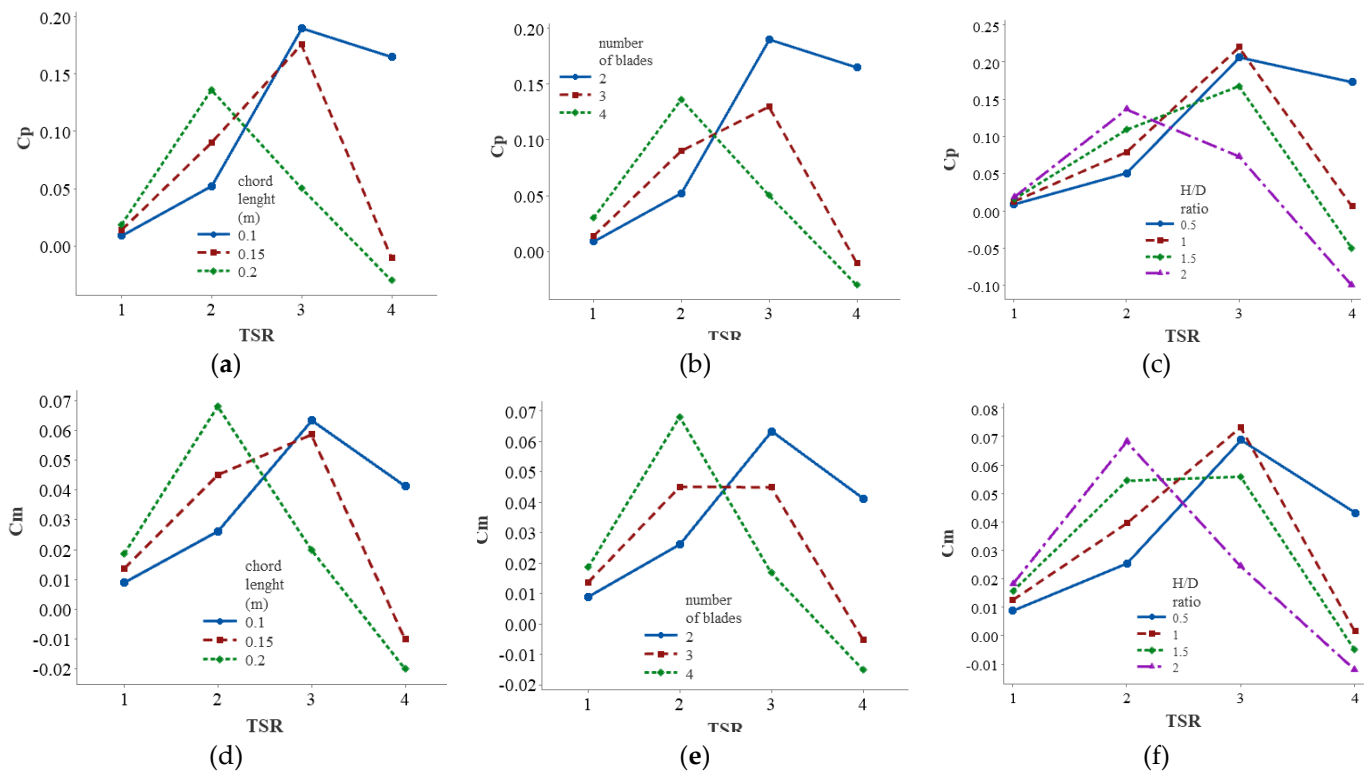 0.20
0.15
0.10
0.05
0.00
Cp
chord
lenght
(m)
0.1
0.15
0.2
1 2 3 4
TSR
(a)
0.20
0.15
0.10
0.05
0.00
Cp
number
of blades
2
3
4
1 2 3 4
TSR
(b)
0.25
0.20
0.15
0.10
0.05
0.00
-0.05
-0.10
Cp
H/D
ratio
0.5
1
1.5
2
1 2 3 4
TSR
(c)
0.07
0.06
0.05
0.04
0.03
0.02
0.01
0.00
-0.01
-0.02
Cm
chord
lenght
(m)
0.1
0.15
0.2
1 2 3 4
TSR
(d)
0.07
0.06
0.05
0.04
0.03
0.02
0.01
0.00
-0.01
-0.02
Cm
number
of blades
2
3
4
1 2 3 4
TSR
(e)
0.08
0.07
0.06
0.05
0.04
0.03
0.02
0.01
0.00
-0.01
Cm
H/D
ratio
0.5
1
1.5
2
1 2 3 4
TSR
(f)